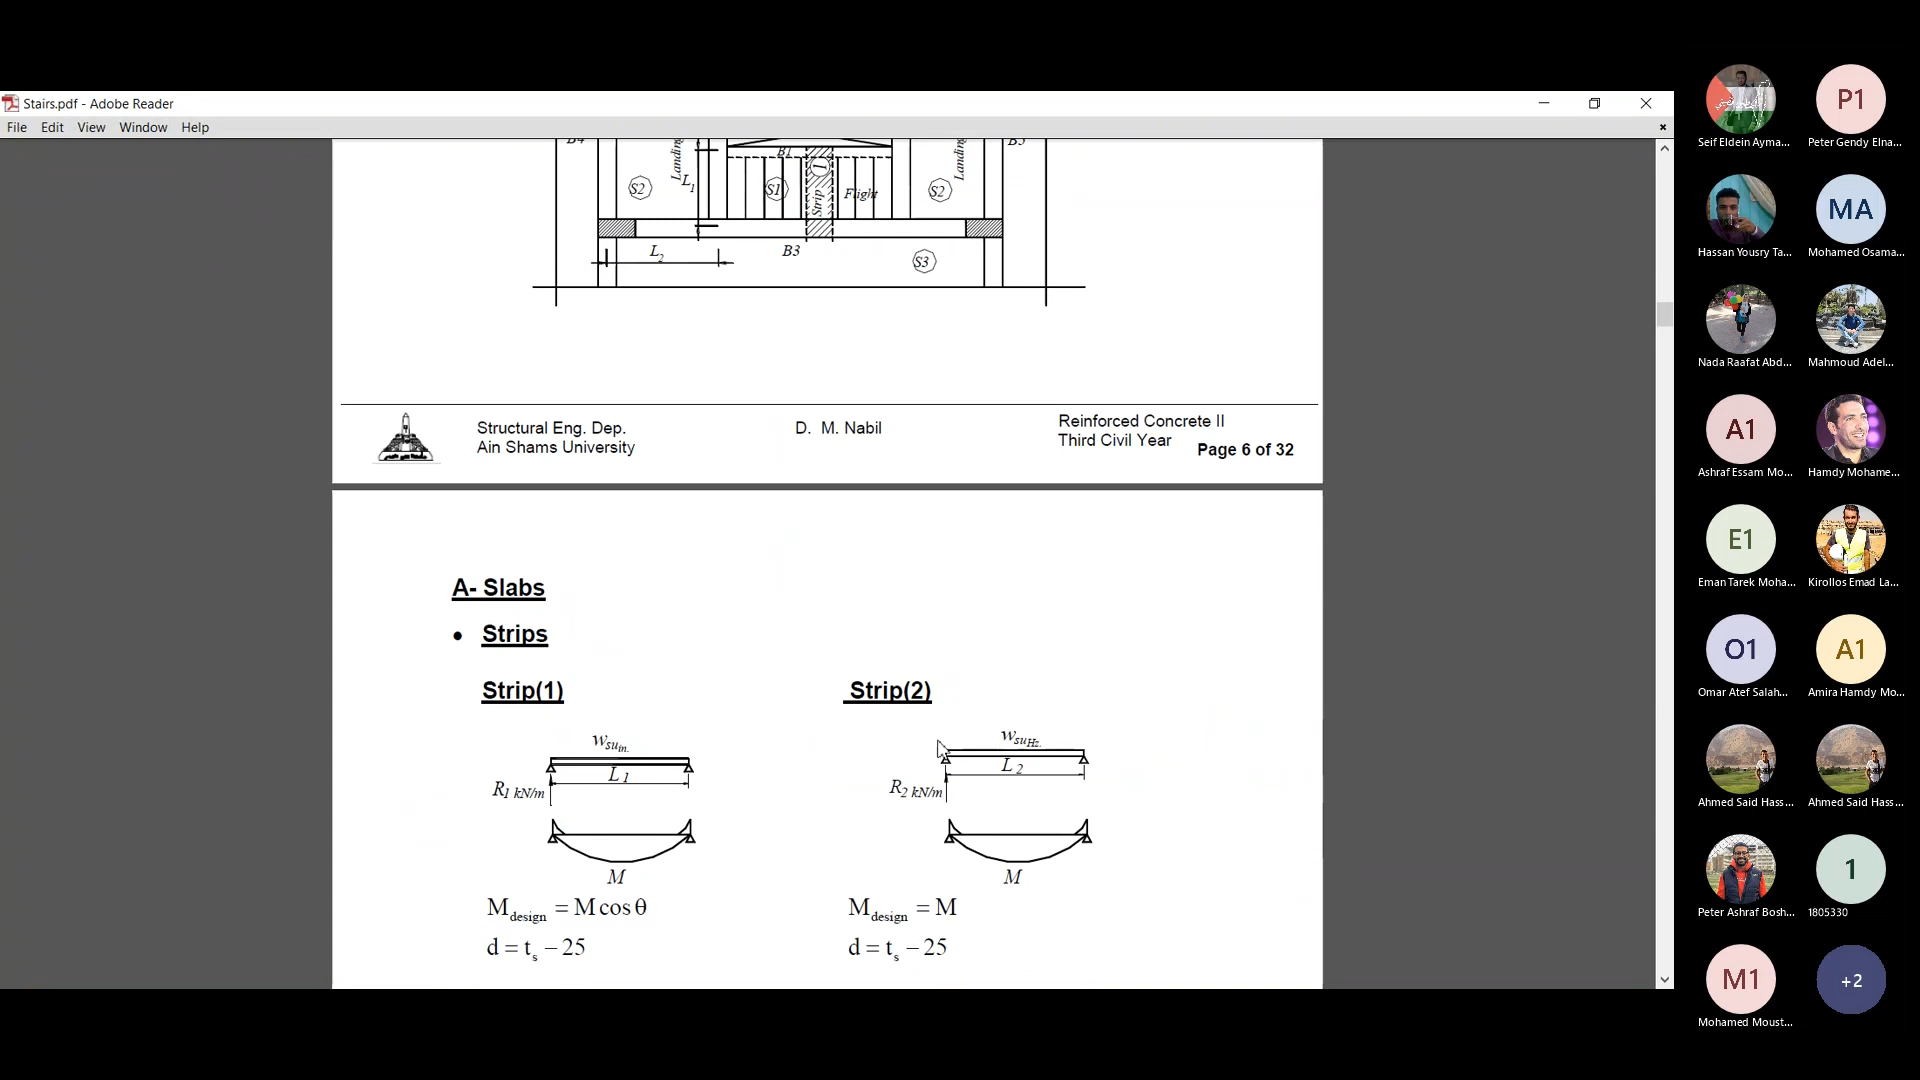 Stairs.pdf - Adobe Reader
File Edit View Window Help
B4
Landing
B1
Landing
B5
S2
L1
S1
Strip 1
Flight
S2
L2
B3
S3
Structural Eng. Dep.
Ain Shams University
D. M. Nabil
Reinforced Concrete II
Third Civil Year
Page 6 of 32
A- Slabs
• Strips
Strip(1)
Strip(2)
wsuin.
wsuHz.
L1
L2
R1 kN/m
R2 kN/m
M
M
Mdesign = M cos θ
Mdesign = M
d = ts − 25
d = ts − 25
Seif Eldein Ayma...
P1
Peter Gendy Elna...
Hassan Yousry Ta...
MA
Mohamed Osama...
Nada Raafat Abd...
Mahmoud Adel...
A1
Ashraf Essam Mo...
Hamdy Mohame...
E1
Eman Tarek Moha...
Kirollos Emad La...
O1
Omar Atef Salah...
A1
Amira Hamdy Mo...
Ahmed Said Hass...
Ahmed Said Hass...
Peter Ashraf Bosh...
1
1805330
M1
Mohamed Moust...
+2